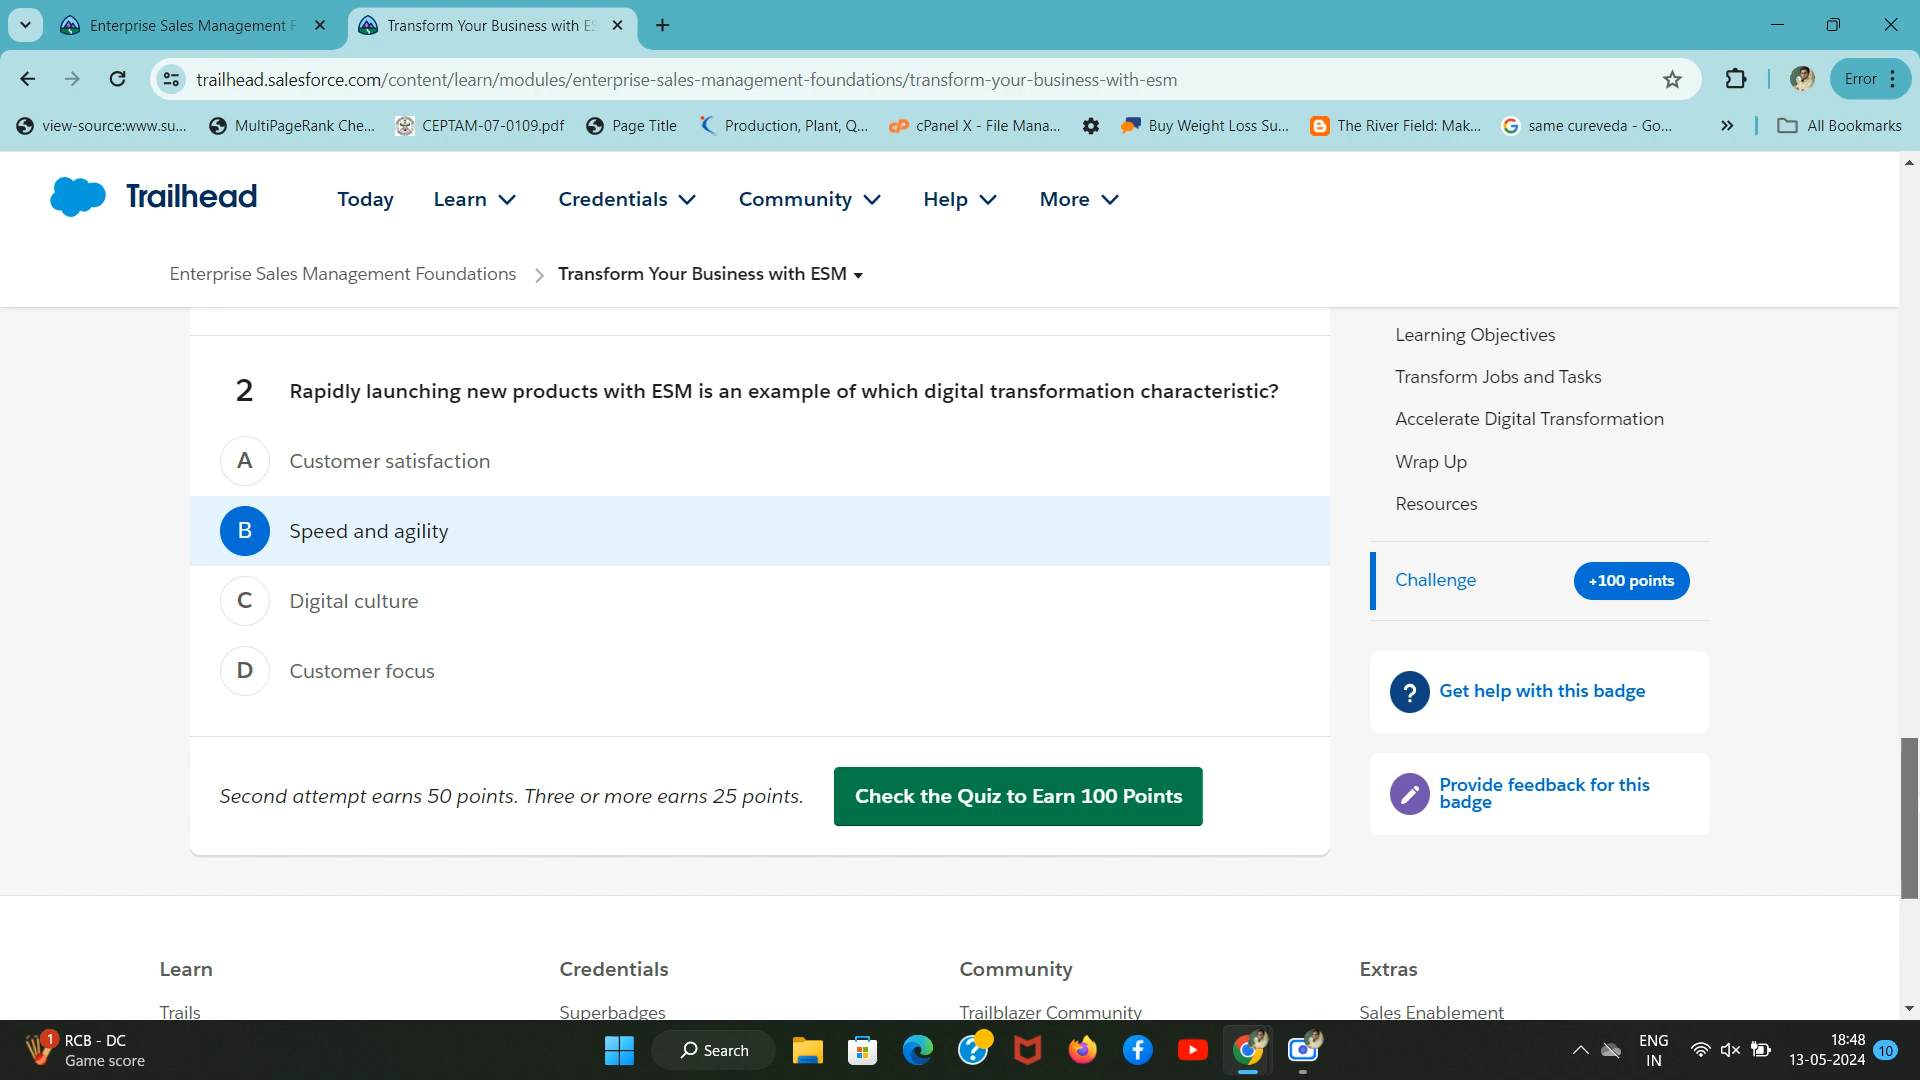 Enterprise Sales Management F
Transform Your Business with ES
trailhead.salesforce.com/content/learn/modules/enterprise-sales-management-foundations/transform-your-business-with-esm
Error
view-source:www.su...
MultiPageRank Che...
CEPTAM-07-0109.pdf
Page Title
Production, Plant, Q...
cPanel X - File Mana...
Buy Weight Loss Su...
The River Field: Mak...
same cureveda - Go...
All Bookmarks
Trailhead
Today
Learn
Credentials
Community
Help
More
Enterprise Sales Management Foundations
Transform Your Business with ESM
2 Rapidly launching new products with ESM is an example of which digital transformation characteristic?
A Customer satisfaction
B Speed and agility
C Digital culture
D Customer focus
Second attempt earns 50 points. Three or more earns 25 points.
Check the Quiz to Earn 100 Points
Learning Objectives
Transform Jobs and Tasks
Accelerate Digital Transformation
Wrap Up
Resources
Challenge
+100 points
Get help with this badge
Provide feedback for this
badge
Learn
Credentials
Community
Extras
Trails
Superbadges
Trailblazer Community
Sales Enablement
1
RCB - DC
Game score
Search
ENG
IN
18:48
13-05-2024
10